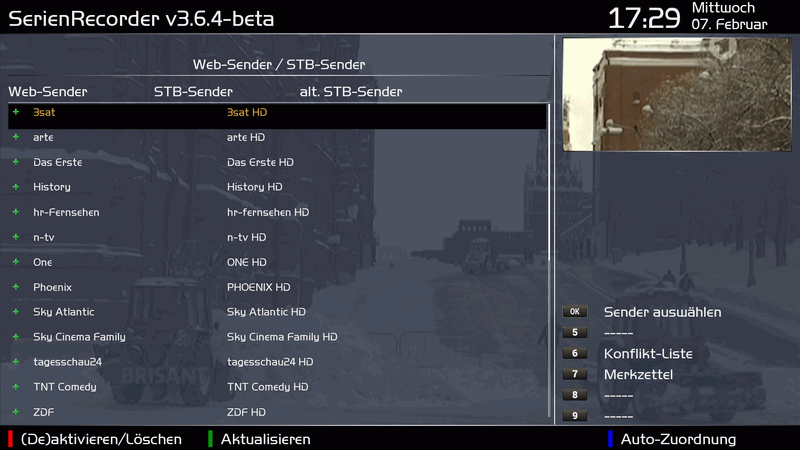 SerienRecorder v3.6.4-beta
17:29
Mittwoch
07. Februar
Web-Sender / STB-Sender
Web-Sender STB-Sender alt. STB-Sender
+ 3sat 3sat HD
+ arte arte HD
+ Das Erste Das Erste HD
+ History History HD
+ hr-Fernsehen hr-fernsehen HD
+ n-tv n-tv HD
+ One ONE HD
+ Phoenix PHOENIX HD
+ Sky Atlantic Sky Atlantic HD
+ Sky Cinema Family Sky Cinema Family HD
+ tagesschau24 tagesschau24 HD
+ TNT Comedy TNT Comedy HD
+ ZDF ZDF HD
BRISANT
OK Sender auswählen
5 -----
6 Konflikt-Liste
7 Merkzettel
8 -----
9 -----
(De)aktivieren/Löschen Aktualisieren Auto-Zuordnung